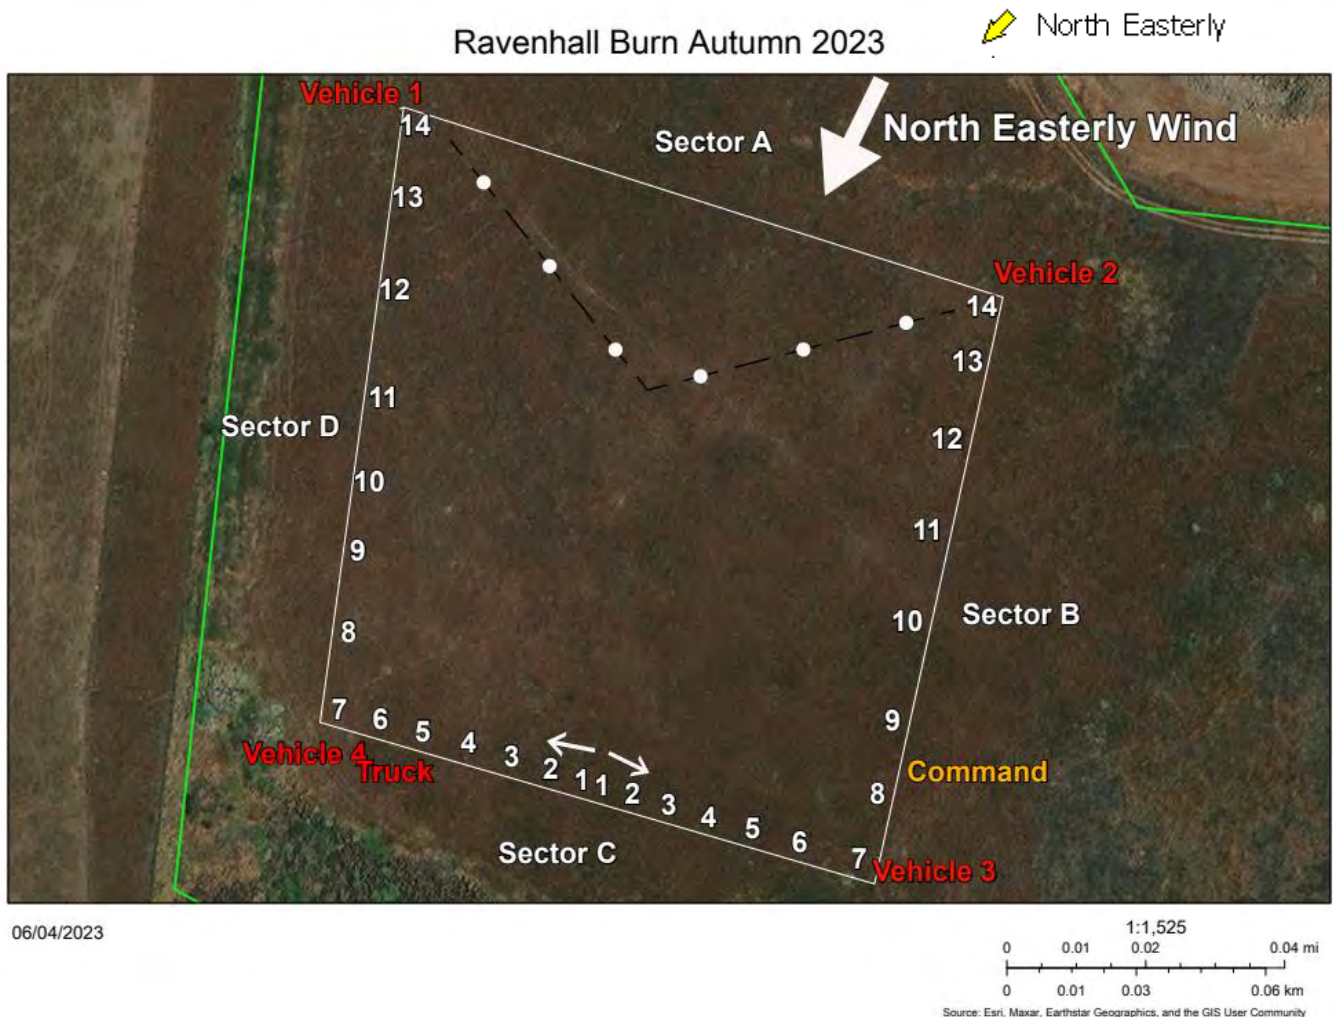 North Easterly
Ravenhall Burn Autumn 2023
Vehicle 1
14
Sector A
North Easterly Wind
13
Vehicle 2
12
14
13
11
Sector D
12
10
11
9
Sector B
10
8
7
6
5
4
3
2
1
1
2
3
4
5
6
7
9
Vehicle 4
Truck
Command
8
Sector C
Vehicle 3
06/04/2023
1:1,525
0 0.01 0.02 0.04 mi
0 0.01 0.03 0.06 km
Source: Esri, Maxar, Earthstar Geographics, and the GIS User Community